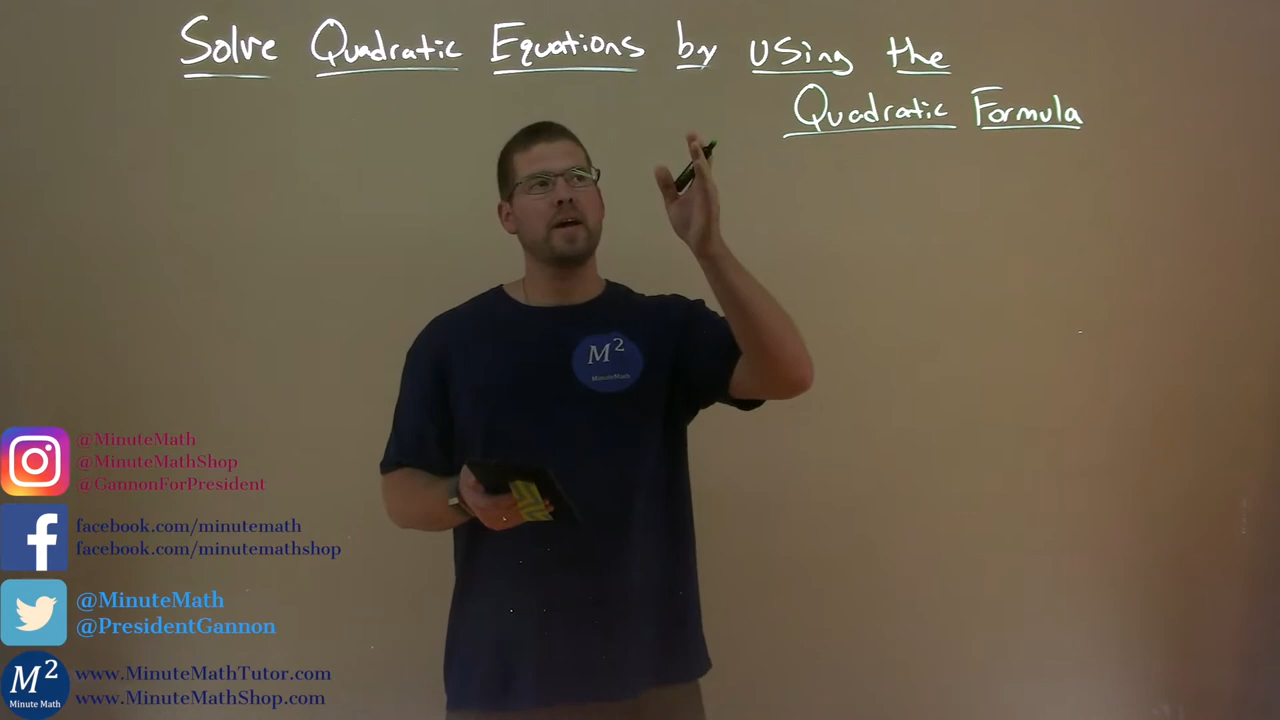 Solve Quadratic Equations by using the
Quadratic Formula
M²
MinuteMath
@MinuteMath
@MinuteMathShop
@GannonForPresident
facebook.com/minutemath
facebook.com/minutemathshop
@MinuteMath
@PresidentGannon
M²
Minute Math
www.MinuteMathTutor.com
www.MinuteMathShop.com